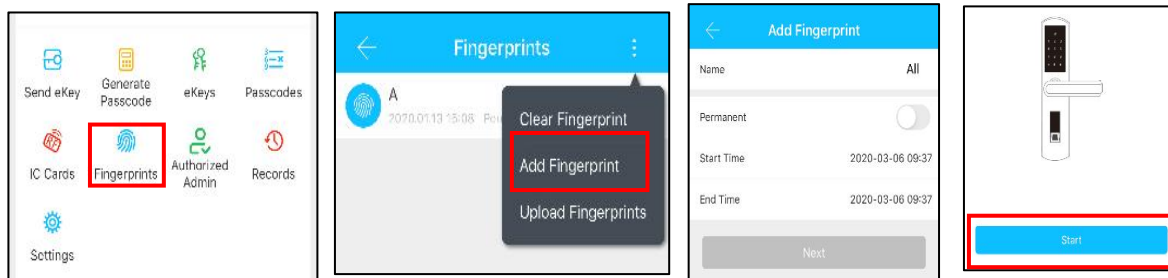 Send eKey
Generate
Passcode
eKeys
Passcodes
IC Cards
Fingerprints
Authorized
Admin
Records
Settings
Fingerprints
A
2020.01.13 15:08
Clear Fingerprint
Add Fingerprint
Upload Fingerprints
Add Fingerprint
Name All
Permanent
Start Time 2020-03-06 09:37
End Time 2020-03-06 09:37
Next
Start